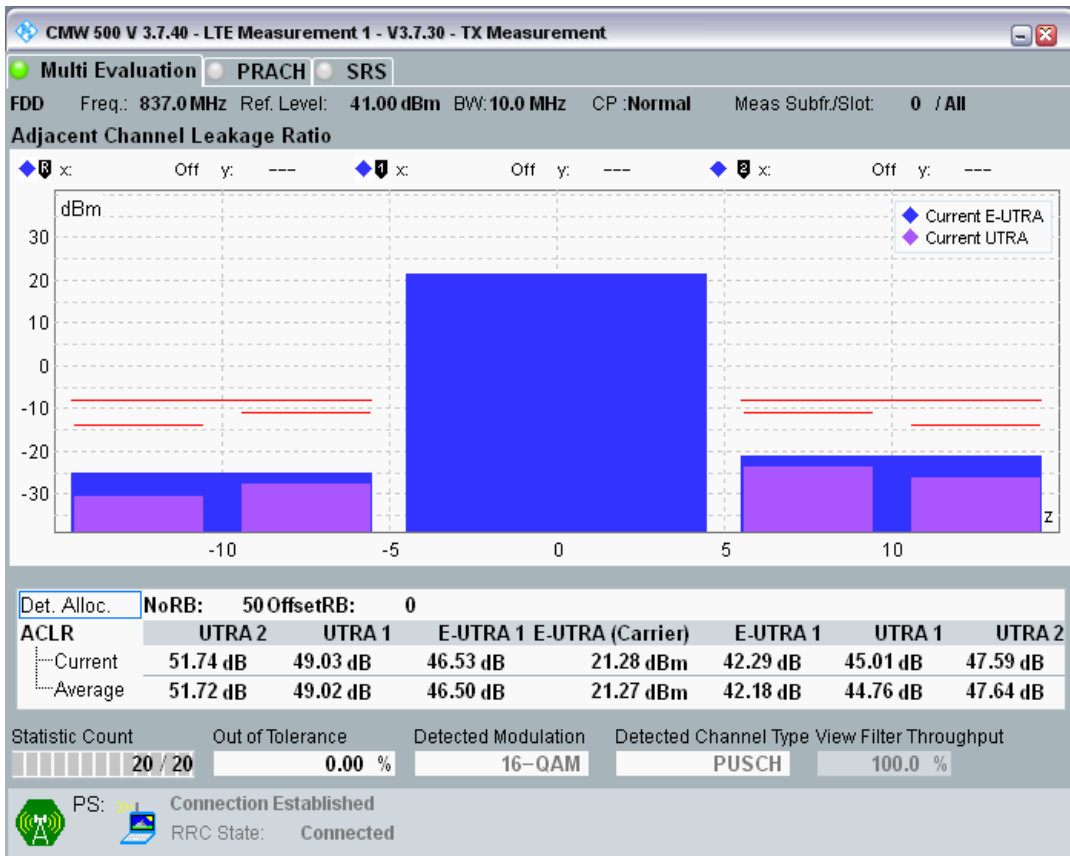 CMW 500 V 3.7.40 - LTE Measurement 1 - V3.7.30 - TX Measurement
Multi Evaluation PRACH SRS
FDD Freq.: 837.0 MHz Ref. Level: 41.00 dBm BW: 10.0 MHz CP :Normal Meas Subfr./Slot: 0 / All
Adjacent Channel Leakage Ratio
R x: Off y: --- 1 x: Off y: --- 2 x: Off y: ---
dBm
Current E-UTRA
Current UTRA
30
20
10
0
-10
-20
-30
z
-10 -5 0 5 10
Det. Alloc. NoRB: 50 OffsetRB: 0
ACLR UTRA 2 UTRA 1 E-UTRA 1 E-UTRA (Carrier) E-UTRA 1 UTRA 1 UTRA 2
Current 51.74 dB 49.03 dB 46.53 dB 21.28 dBm 42.29 dB 45.01 dB 47.59 dB
Average 51.72 dB 49.02 dB 46.50 dB 21.27 dBm 42.18 dB 44.76 dB 47.64 dB
Statistic Count Out of Tolerance Detected Modulation Detected Channel Type View Filter Throughput
20 / 20 0.00 % 16-QAM PUSCH 100.0 %
PS: Connection Established
RRC State: Connected